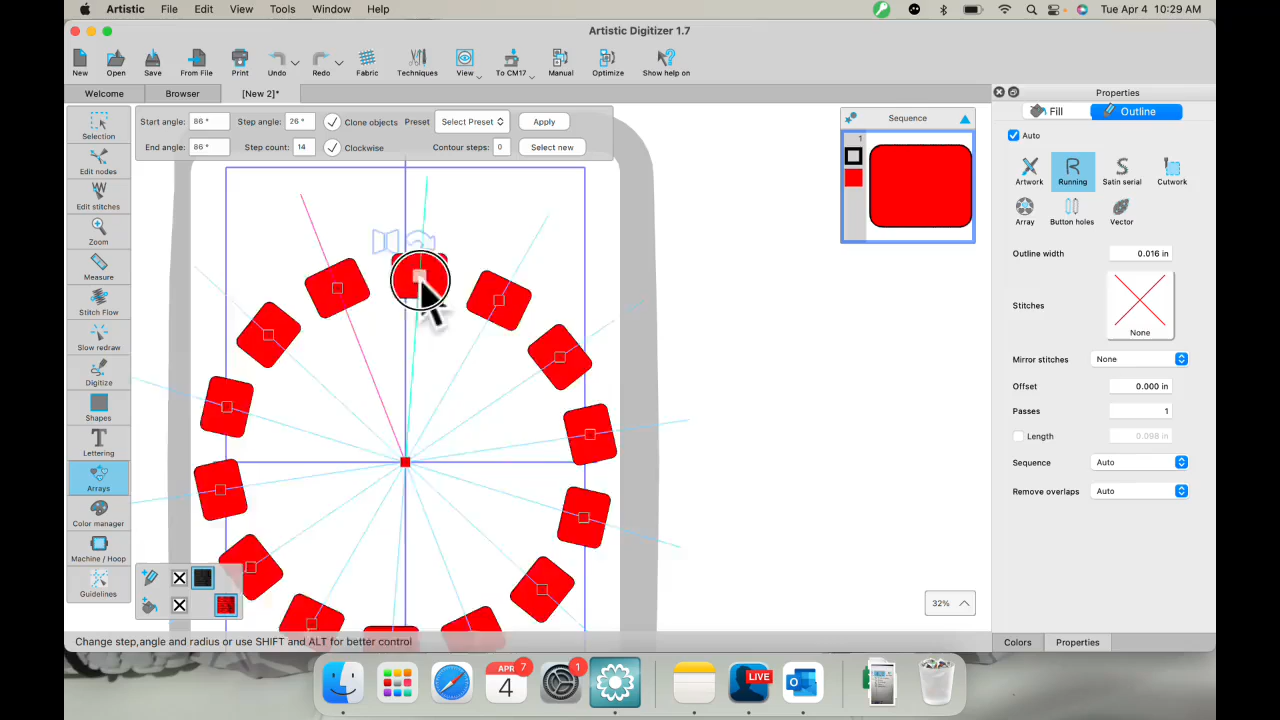 Artistic File Edit View Tools Window Help Tue Apr 4 10:29 AM
Artistic Digitizer 1.7
New Open Save From File Print Undo Redo Fabric Techniques View To CM17 Manual Optimize Show help on
Welcome Browser [New 2]*
Properties
Fill Outline
Start angle: 86 ° Step angle: 26 ° Clone objects Preset Select Preset Apply
End angle: 86 ° Step count: 14 Clockwise Contour steps: 0 Select new
Sequence
1
Selection
Edit nodes
Edit stitches
Zoom
Measure
Stitch Flow
Slow redraw
Digitize
Shapes
Lettering
Arrays
Color manager
Machine / Hoop
Guidelines
Auto
Artwork Running Satin serial Cutwork
Array Button holes Vector
Outline width 0.016 in
Stitches None
Mirror stitches None
Offset 0.000 in
Passes 1
Length 0.098 in
Sequence Auto
Remove overlaps Auto
32%
Change step,angle and radius or use SHIFT and ALT for better control
Colors Properties
APR 7
4
1
LIVE